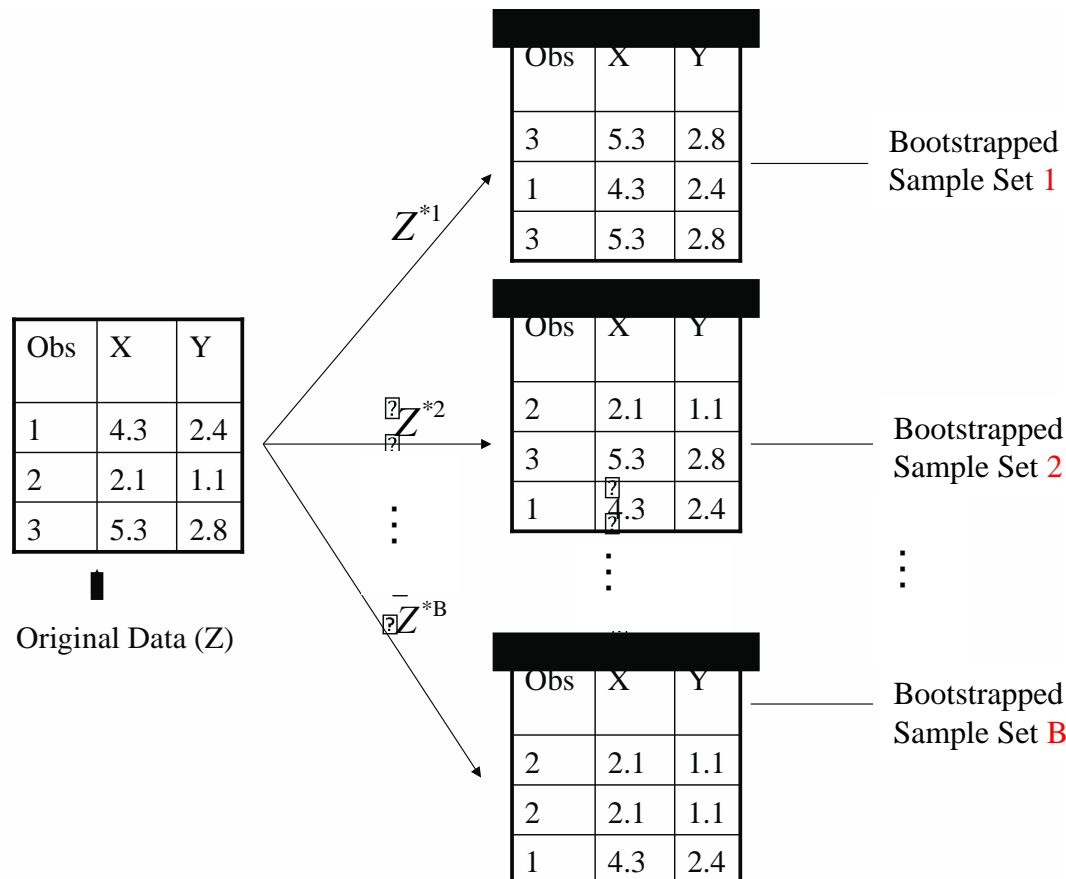 Obs X Y
3 5.3 2.8
1 4.3 2.4
3 5.3 2.8
Bootstrapped
Sample Set 1
Z*1
Obs X Y
1 4.3 2.4
2 2.1 1.1
3 5.3 2.8
Original Data (Z)
Z*2
⋮
Z*B
Obs X Y
2 2.1 1.1
3 5.3 2.8
1 4.3 2.4
⋮
Bootstrapped
Sample Set 2
⋮
Obs X Y
2 2.1 1.1
2 2.1 1.1
1 4.3 2.4
Bootstrapped
Sample Set B